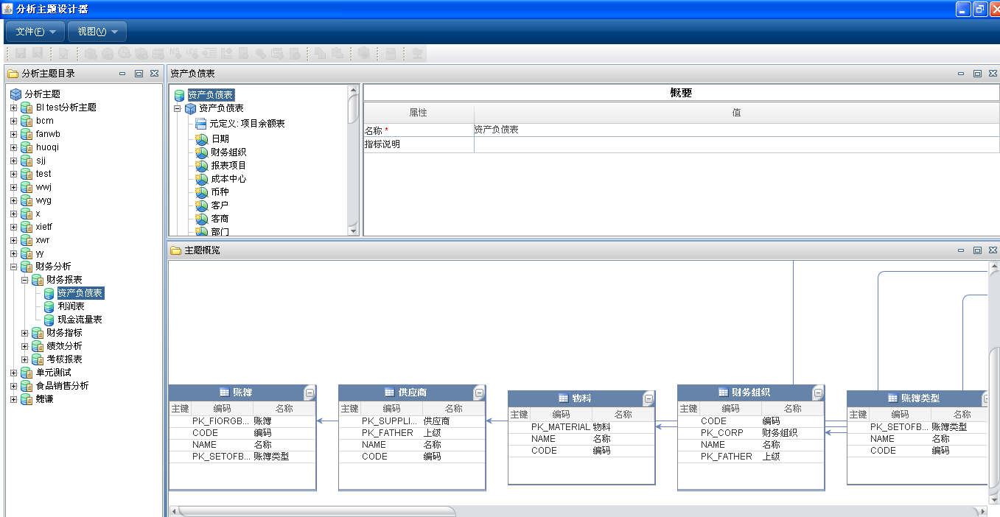 分析主题设计器
文件(F) 视图(V)
分析主题目录
分析主题
BI test分析主题
bcm
fanwb
huoqi
sjj
test
wwj
wyg
x
xietf
xwr
yy
财务分析
财务报表
资产负债表
利润表
现金流量表
财务指标
绩效分析
考核报表
单元测试
食品销售分析
魏谦
资产负债表
资产负债表
资产负债表
元定义: 项目余额表
日期
财务组织
报表项目
成本中心
币种
客户
客商
部门
概要
属性 值
名称 * 资产负债表
指标说明
主题概览
账簿
主键 编码 名称
PK_FIORGB... 账簿
CODE 编码
NAME 名称
PK_SETOFB... 账簿类型
供应商
主键 编码 名称
PK_SUPPLI... 供应商
PK_FATHER 上级
NAME 名称
CODE 编码
物料
主键 编码 名称
PK_MATERIAL 物料
NAME 名称
CODE 编码
财务组织
主键 编码 名称
CODE 编码
PK_CORP 财务组织
NAME 名称
PK_FATHER 上级
账簿类型
主键 编码 名称
PK_SETOFB... 账簿类型
NAME 名称
CODE 编码